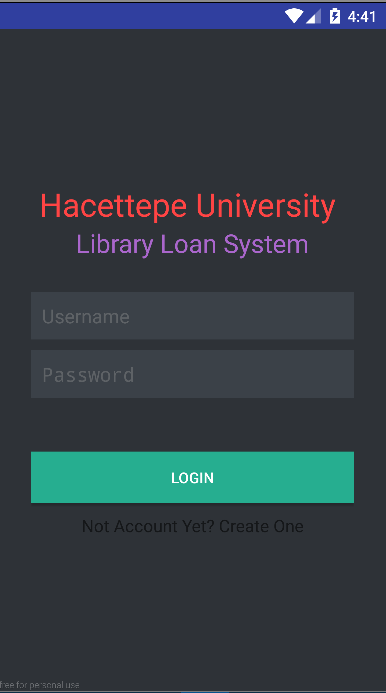 4:41
Hacettepe University
Library Loan System
Username
Password
LOGIN
Not Account Yet? Create One
free for personal use